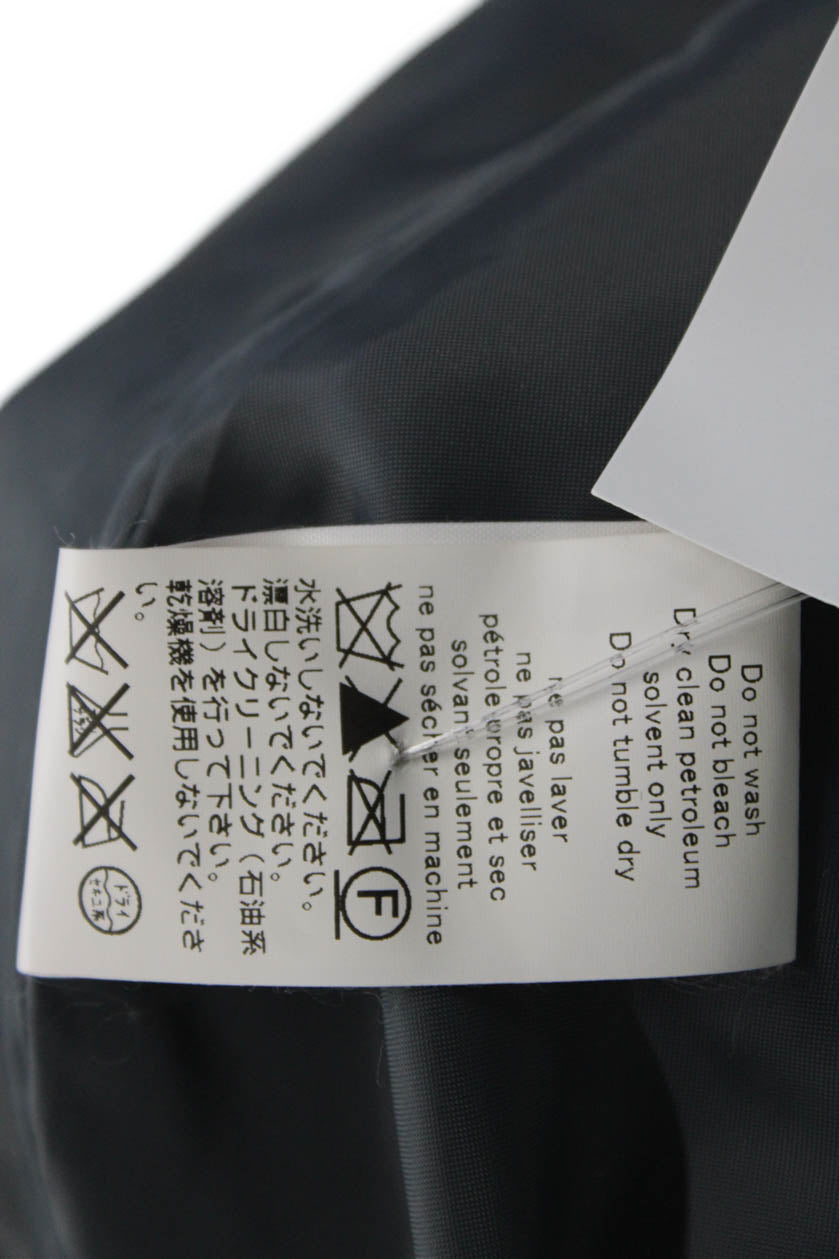 Do not wash
Do not bleach
Dry clean petroleum
solvent only
Do not tumble dry
ne pas laver
ne pas javelliser
pétrole propre et sec
solvant seulement
ne pas sécher en machine
F
水洗いしないでください。
漂白しないでください。
ドライクリーニング（石油系
溶剤）を行って下さい。
乾燥機を使用しないでくださ
い。
ドライ
セキユ系